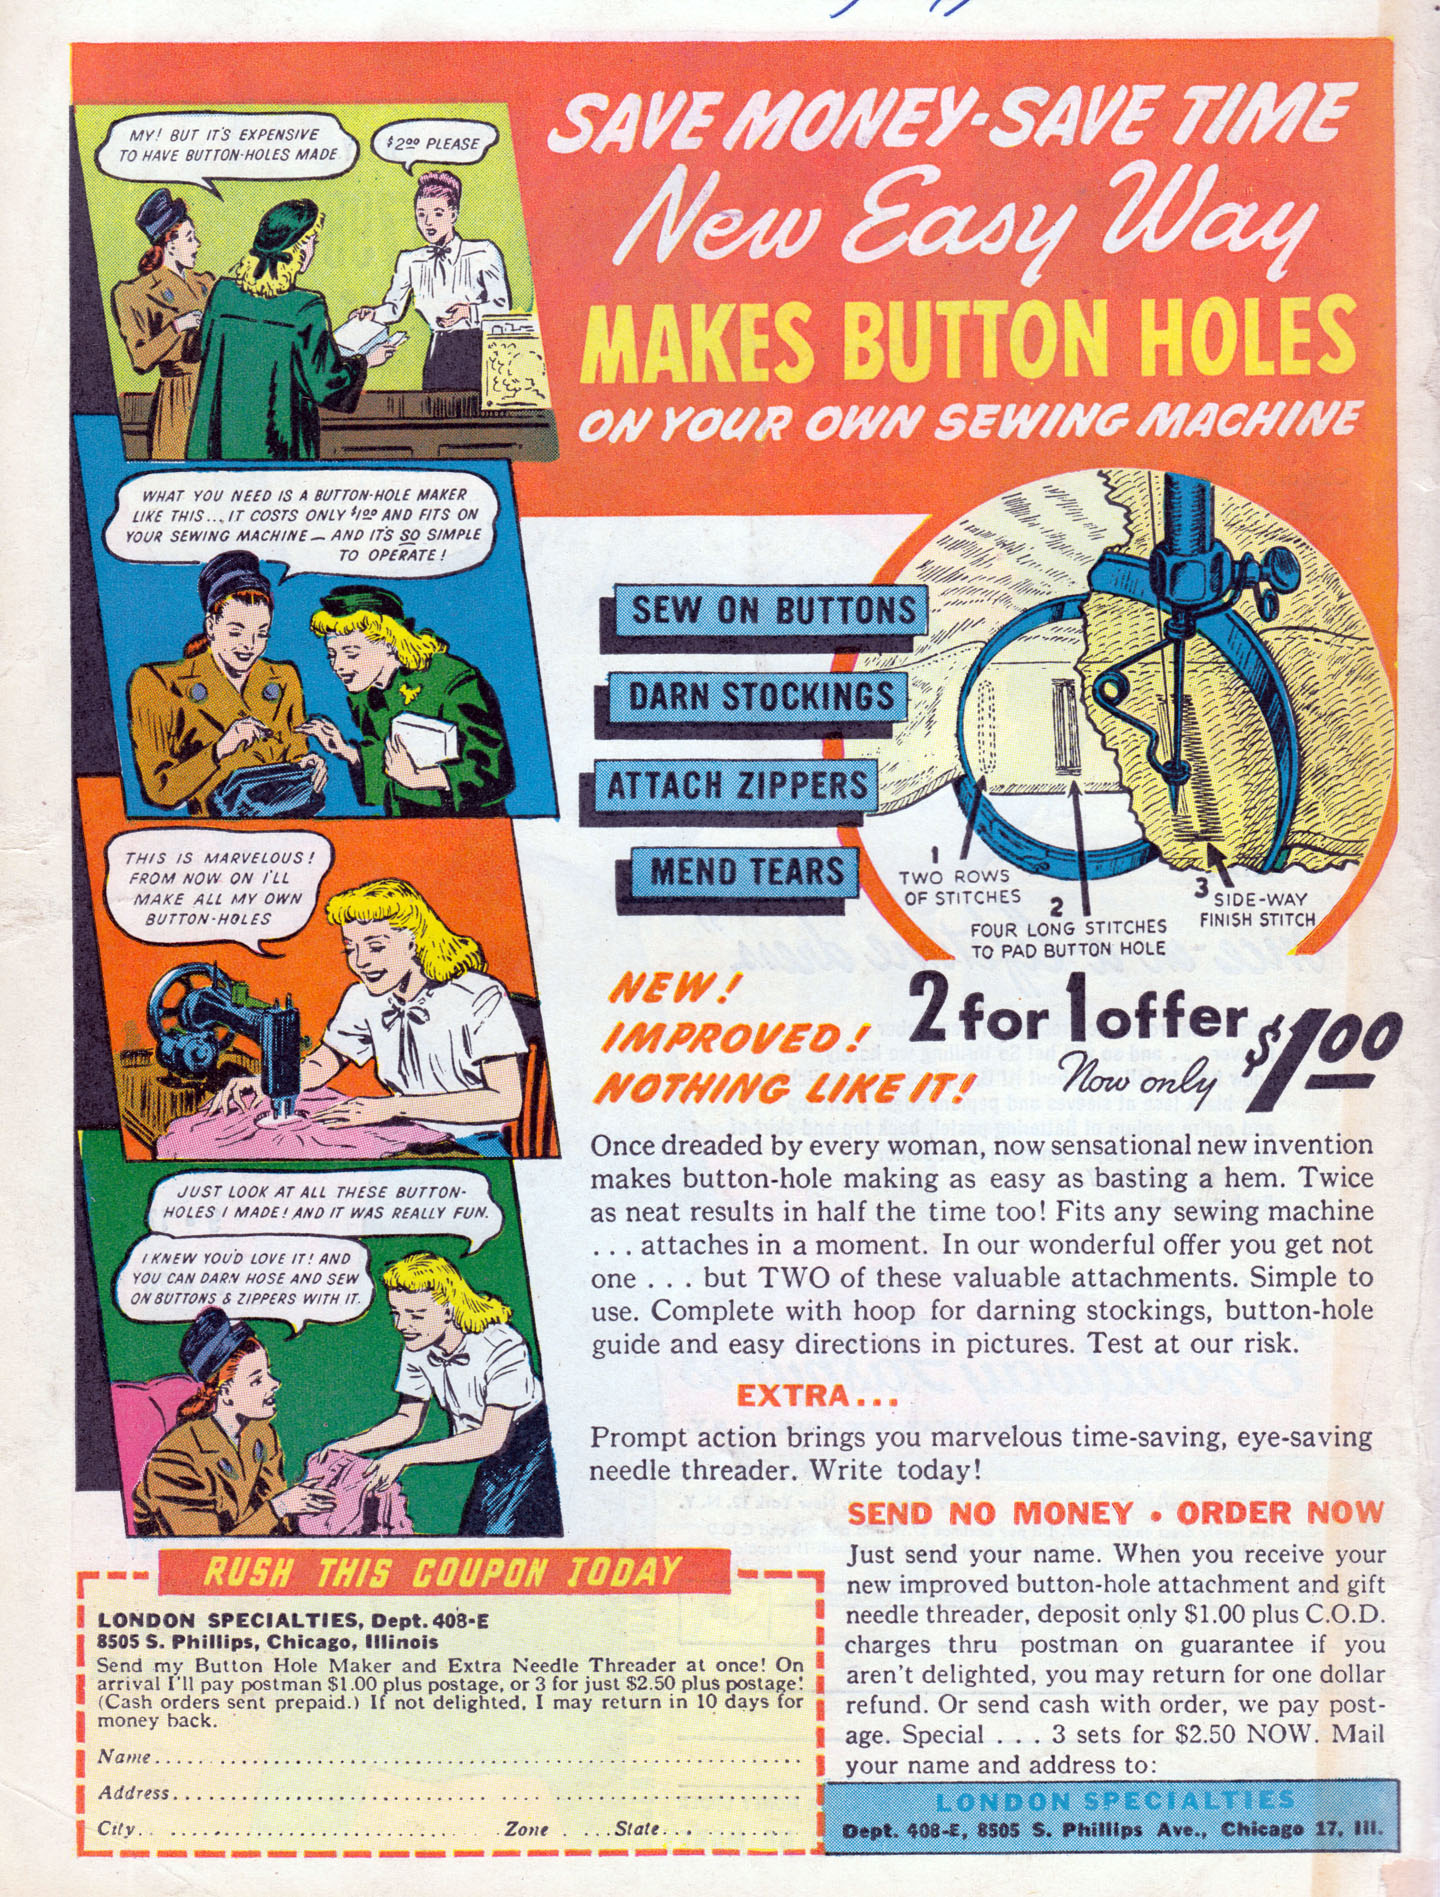 MY! BUT IT'S EXPENSIVE
TO HAVE BUTTON-HOLES MADE
$2.00 PLEASE
SAVE MONEY-SAVE TIME
New Easy Way
MAKES BUTTON HOLES
ON YOUR OWN SEWING MACHINE
WHAT YOU NEED IS A BUTTON-HOLE MAKER
LIKE THIS... IT COSTS ONLY $1.00 AND FITS ON
YOUR SEWING MACHINE — AND IT'S SO SIMPLE
TO OPERATE!
THIS IS MARVELOUS!
FROM NOW ON I'LL
MAKE ALL MY OWN
BUTTON-HOLES
JUST LOOK AT ALL THESE BUTTON-
HOLES I MADE! AND IT WAS REALLY FUN.
I KNEW YOU'D LOVE IT! AND
YOU CAN DARN HOSE AND SEW
ON BUTTONS & ZIPPERS WITH IT.
SEW ON BUTTONS
DARN STOCKINGS
ATTACH ZIPPERS
MEND TEARS
1
TWO ROWS
OF STITCHES
2
FOUR LONG STITCHES
TO PAD BUTTON HOLE
3 SIDE-WAY
FINISH STITCH
NEW!
IMPROVED!
NOTHING LIKE IT!
2 for 1 offer
Now only $1.00
Once dreaded by every woman, now sensational new invention
makes button-hole making as easy as basting a hem. Twice
as neat results in half the time too! Fits any sewing machine
. . . attaches in a moment. In our wonderful offer you get not
one . . . but TWO of these valuable attachments. Simple to
use. Complete with hoop for darning stockings, button-hole
guide and easy directions in pictures. Test at our risk.
EXTRA...
Prompt action brings you marvelous time-saving, eye-saving
needle threader. Write today!
SEND NO MONEY • ORDER NOW
Just send your name. When you receive your
new improved button-hole attachment and gift
needle threader, deposit only $1.00 plus C.O.D.
charges thru postman on guarantee if you
aren't delighted, you may return for one dollar
refund. Or send cash with order, we pay post-
age. Special . . . 3 sets for $2.50 NOW. Mail
your name and address to:
LONDON SPECIALTIES
Dept. 408-E, 8505 S. Phillips Ave., Chicago 17, Ill.
RUSH THIS COUPON TODAY
LONDON SPECIALTIES, Dept. 408-E
8505 S. Phillips, Chicago, Illinois
Send my Button Hole Maker and Extra Needle Threader at once! On
arrival I'll pay postman $1.00 plus postage, or 3 for just $2.50 plus postage!
(Cash orders sent prepaid.) If not delighted, I may return in 10 days for
money back.
Name
Address
City Zone State